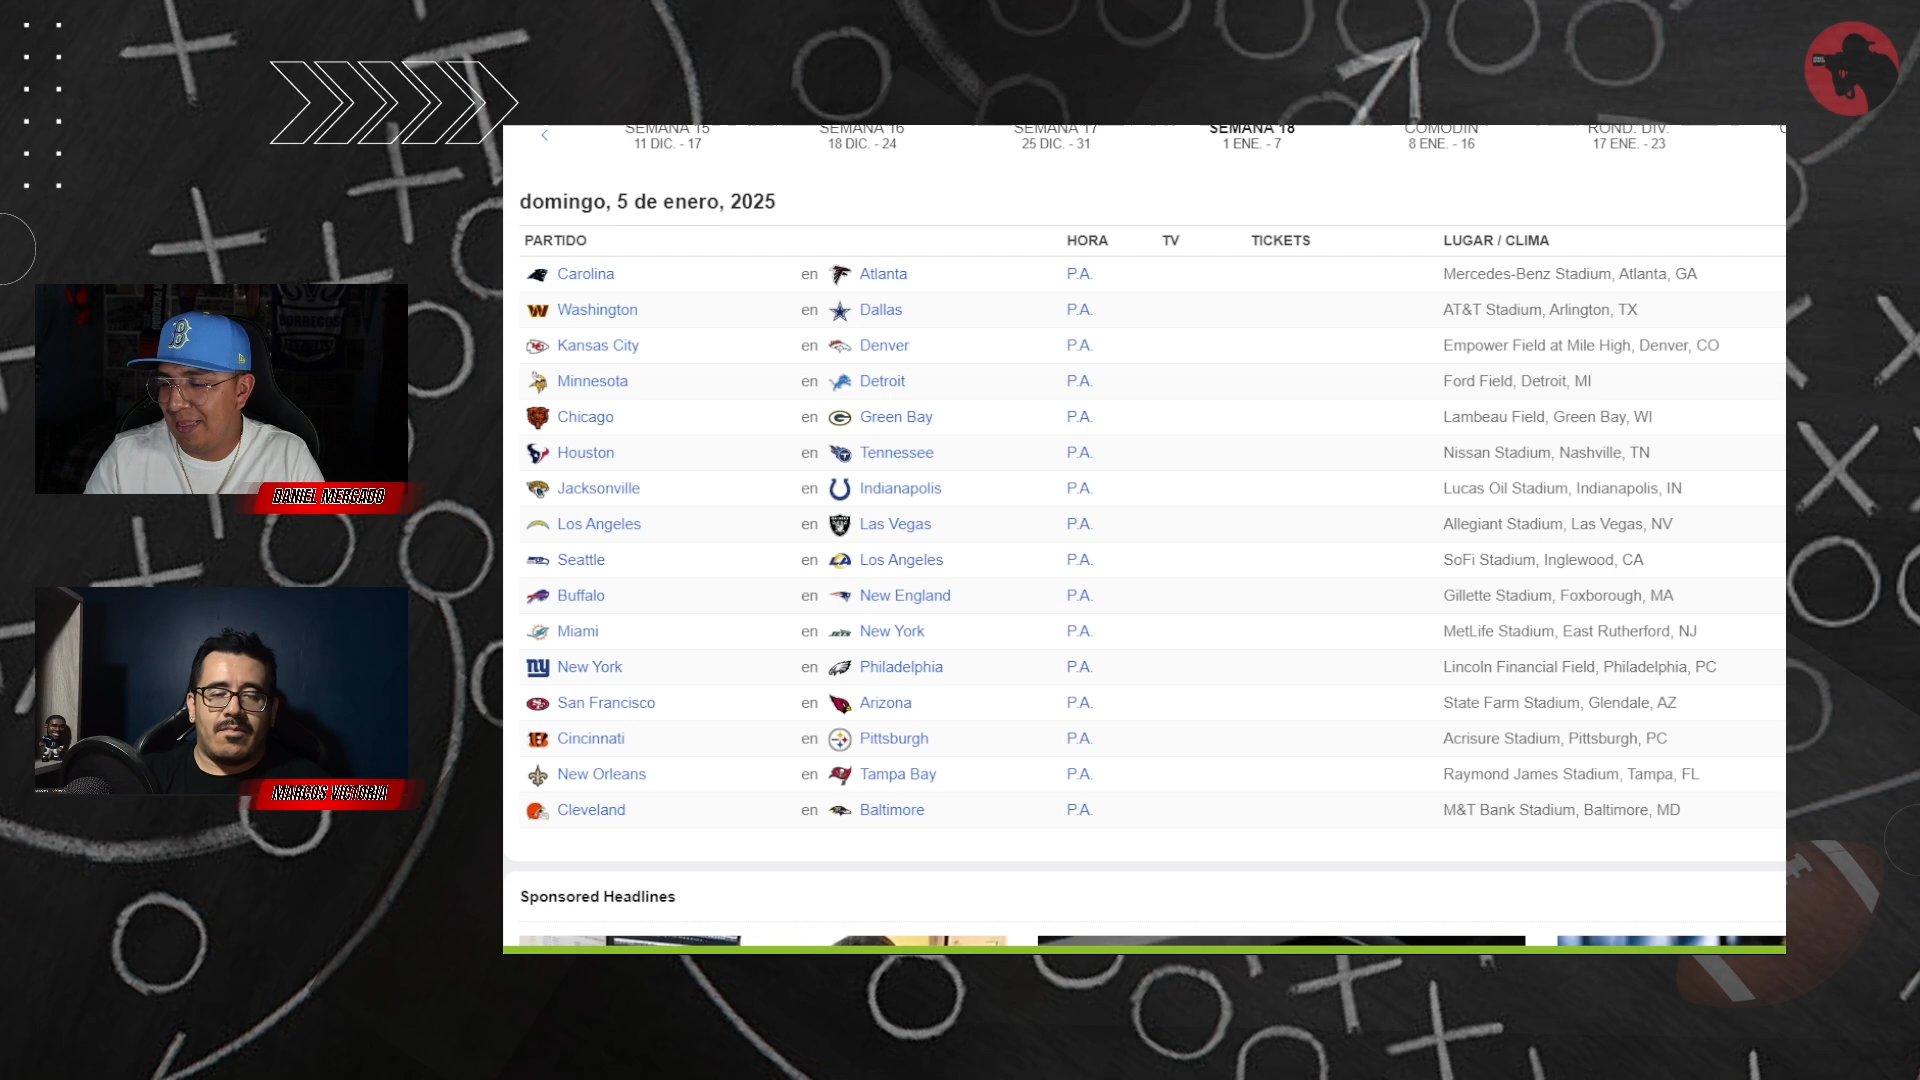 SEMANA 15 SEMANA 16 SEMANA 17 SEMANA 18 COMODÍN ROND. DIV.
11 DIC. - 17 18 DIC. - 24 25 DIC. - 31 1 ENE. - 7 8 ENE. - 16 17 ENE. - 23
domingo, 5 de enero, 2025
PARTIDO HORA TV TICKETS LUGAR / CLIMA
Carolina en Atlanta P.A. Mercedes-Benz Stadium, Atlanta, GA
Washington en Dallas P.A. AT&T Stadium, Arlington, TX
Kansas City en Denver P.A. Empower Field at Mile High, Denver, CO
Minnesota en Detroit P.A. Ford Field, Detroit, MI
Chicago en Green Bay P.A. Lambeau Field, Green Bay, WI
Houston en Tennessee P.A. Nissan Stadium, Nashville, TN
Jacksonville en Indianapolis P.A. Lucas Oil Stadium, Indianapolis, IN
Los Angeles en Las Vegas P.A. Allegiant Stadium, Las Vegas, NV
Seattle en Los Angeles P.A. SoFi Stadium, Inglewood, CA
Buffalo en New England P.A. Gillette Stadium, Foxborough, MA
Miami en New York P.A. MetLife Stadium, East Rutherford, NJ
New York en Philadelphia P.A. Lincoln Financial Field, Philadelphia, PC
San Francisco en Arizona P.A. State Farm Stadium, Glendale, AZ
Cincinnati en Pittsburgh P.A. Acrisure Stadium, Pittsburgh, PC
New Orleans en Tampa Bay P.A. Raymond James Stadium, Tampa, FL
Cleveland en Baltimore P.A. M&T Bank Stadium, Baltimore, MD
Sponsored Headlines
BORREGOS
DANIEL MERCADO
MARCOS VICTORIA